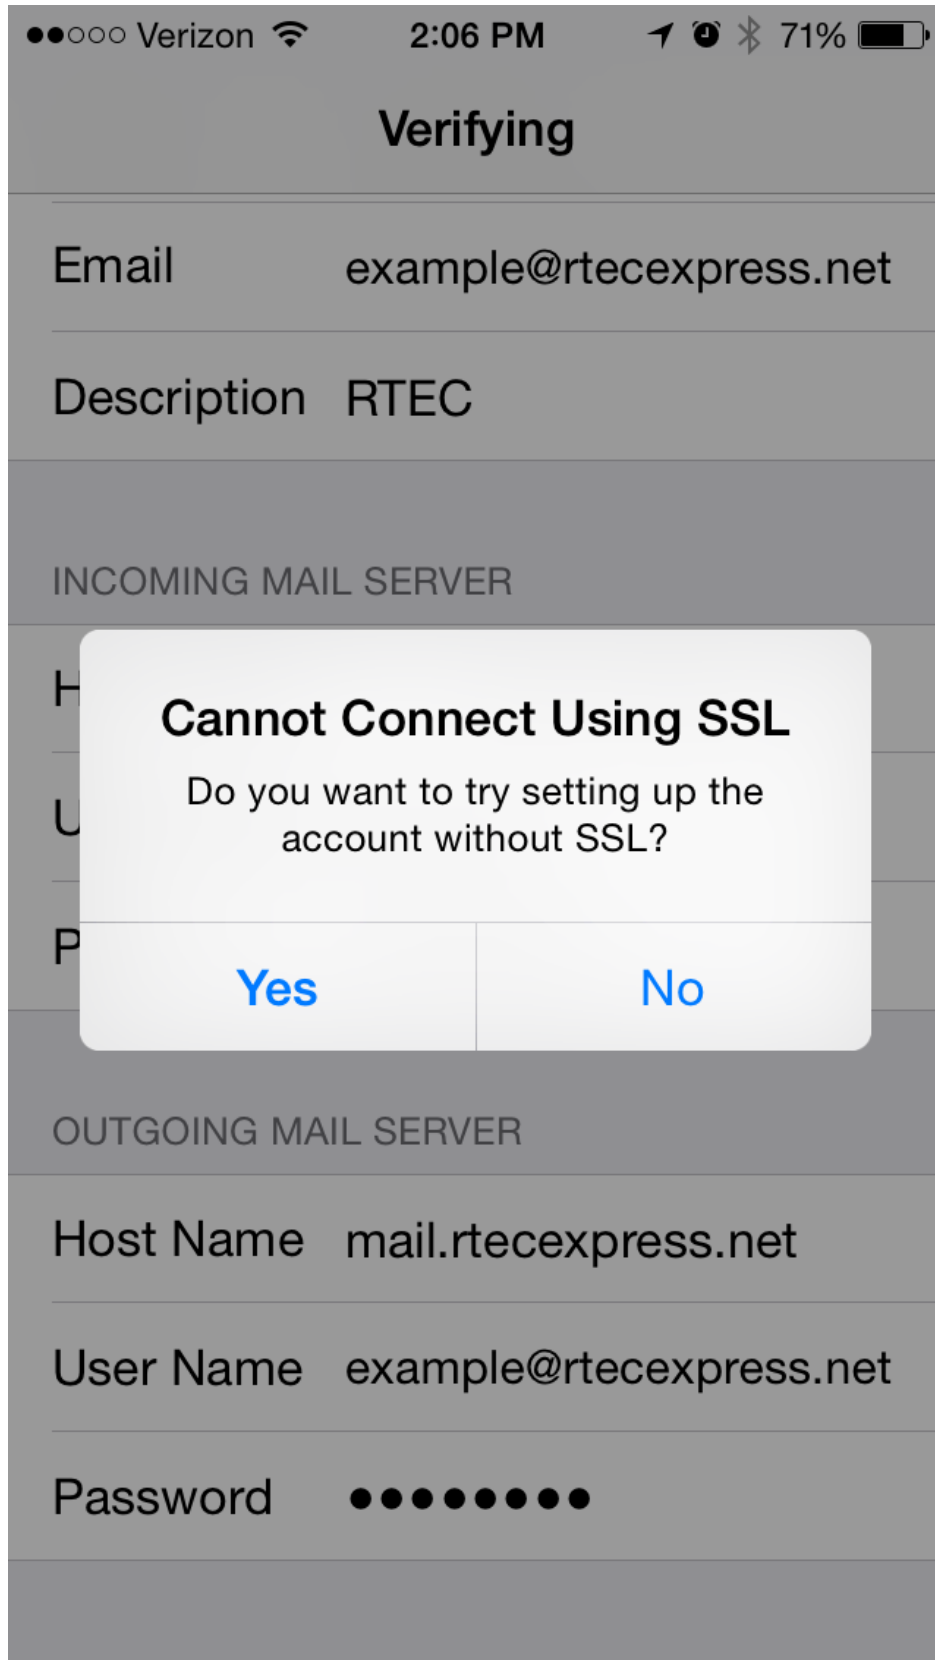 Verizon 2:06 PM 71%
Verifying
Email example@rtecexpress.net
Description RTEC
INCOMING MAIL SERVER
H
Cannot Connect Using SSL
Do you want to try setting up the
U
account without SSL?
P
Yes No
OUTGOING MAIL SERVER
Host Name mail.rtecexpress.net
User Name example@rtecexpress.net
Password ●●●●●●●●